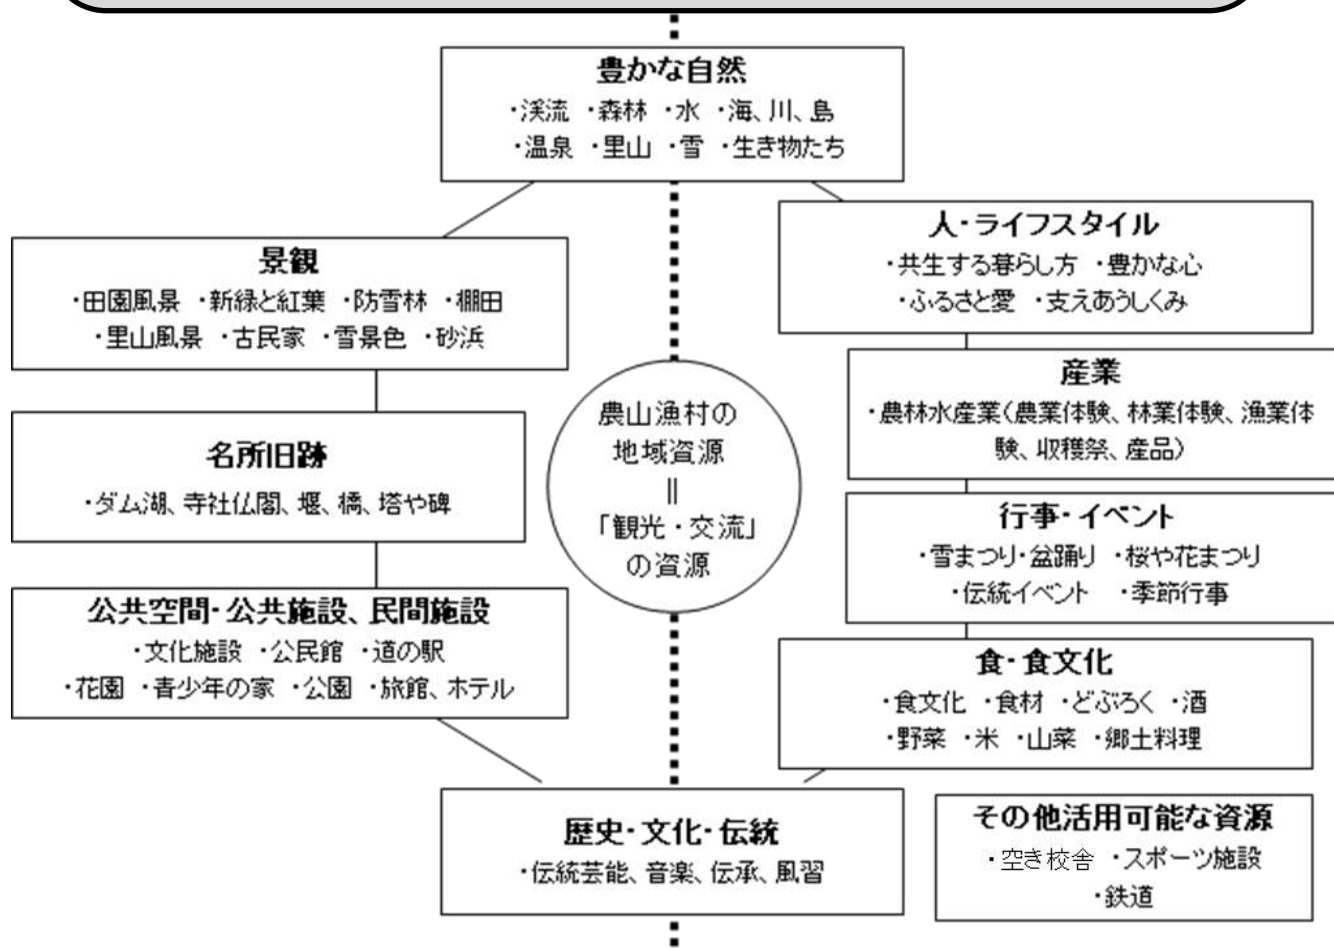 豊かな自然
・渓流 ・森林 ・水 ・海、川、島
・温泉 ・里山 ・雪 ・生き物たち
景観
・田園風景 ・新緑と紅葉 ・防雪林 ・棚田
・里山風景 ・古民家 ・雪景色 ・砂浜
名所旧跡
・ダム湖、寺社仏閣、堰、橋、塔や碑
公共空間・公共施設、民間施設
・文化施設 ・公民館 ・道の駅
・花園 ・青少年の家 ・公園 ・旅館、ホテル
農山漁村の
地域資源
||
「観光・交流」
の資源
人・ライフスタイル
・共生する暮らし方 ・豊かな心
・ふるさと愛 ・支えあうしくみ
産業
・農林水産業(農業体験、林業体験、漁業体
験、収穫祭、産品)
行事・イベント
・雪まつり・盆踊り ・桜や花まつり
・伝統イベント ・季節行事
食・食文化
・食文化 ・食材 ・どぶろく ・酒
・野菜 ・米 ・山菜 ・郷土料理
歴史・文化・伝統
・伝統芸能、音楽、伝承、風習
その他活用可能な資源
・空き校舎 ・スポーツ施設
・鉄道